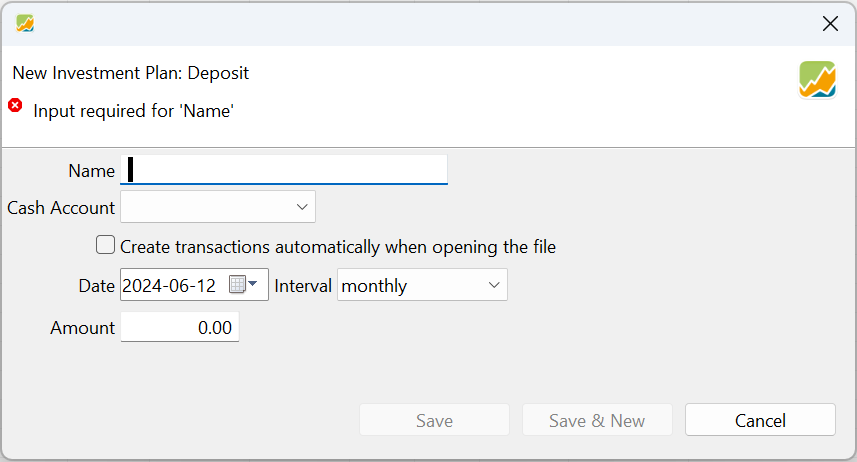 New Investment Plan: Deposit
Input required for 'Name'
Name
Cash Account
Create transactions automatically when opening the file
Date 2024-06-12 Interval monthly
Amount 0.00
Save Save & New Cancel